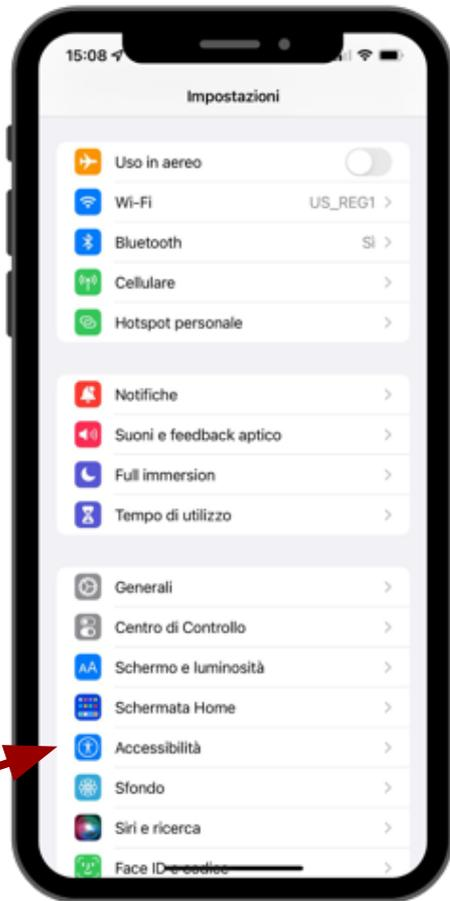 15:08
Impostazioni
Uso in aereo
Wi-Fi US_REG1
Bluetooth Sì
Cellulare
Hotspot personale
Notifiche
Suoni e feedback aptico
Full immersion
Tempo di utilizzo
Generali
Centro di Controllo
AA Schermo e luminosità
Schermata Home
Accessibilità
Sfondo
Siri e ricerca
Face ID e codice